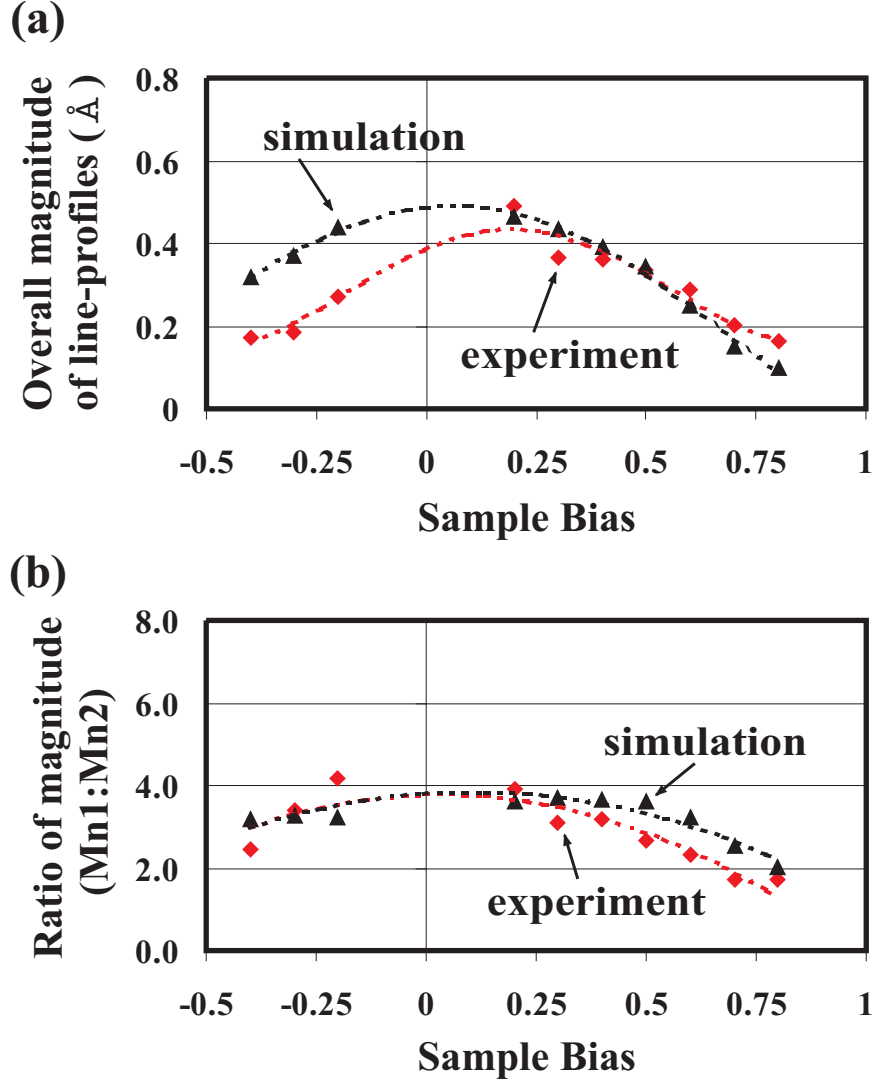 (a)
Overall magnitude
of line-profiles (Å)
0.8
0.6
0.4
0.2
0
simulation
experiment
-0.5 -0.25 0 0.25 0.5 0.75 1
Sample Bias
(b)
Ratio of magnitude
(Mn1:Mn2)
8.0
6.0
4.0
2.0
0.0
simulation
experiment
-0.5 -0.25 0 0.25 0.5 0.75 1
Sample Bias